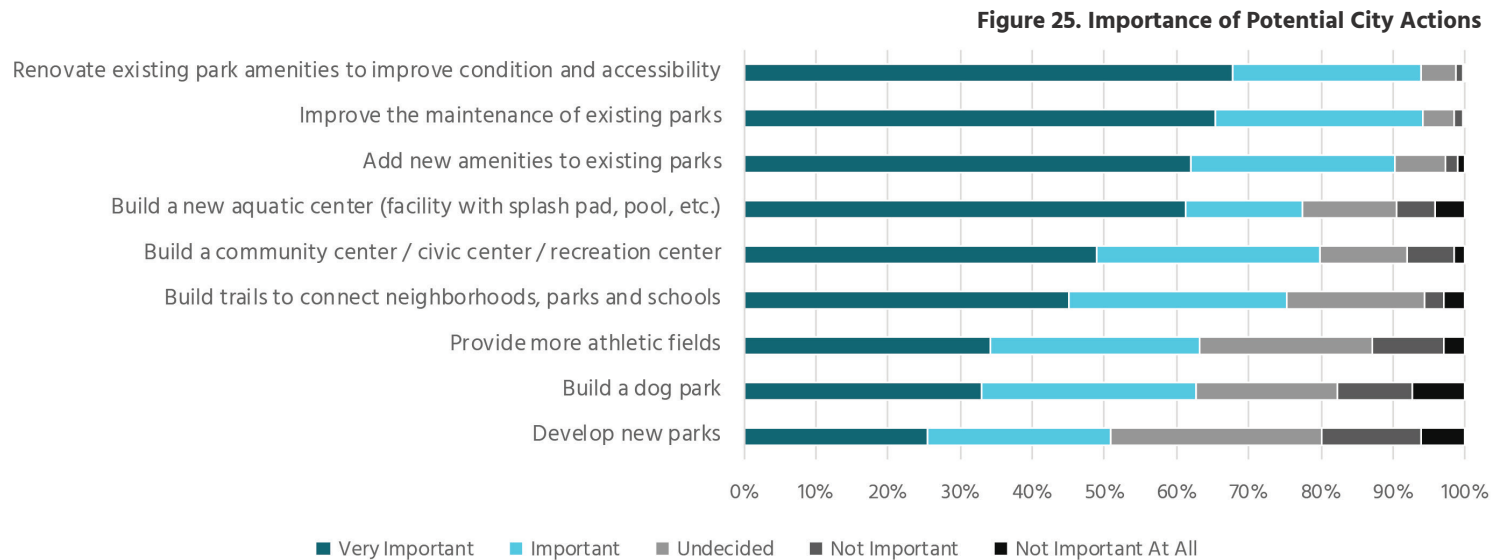 Figure 25. Importance of Potential City Actions
Renovate existing park amenities to improve condition and accessibility
Improve the maintenance of existing parks
Add new amenities to existing parks
Build a new aquatic center (facility with splash pad, pool, etc.)
Build a community center / civic center / recreation center
Build trails to connect neighborhoods, parks and schools
Provide more athletic fields
Build a dog park
Develop new parks
0% 10% 20% 30% 40% 50% 60% 70% 80% 90% 100%
Very Important Important Undecided Not Important Not Important At All